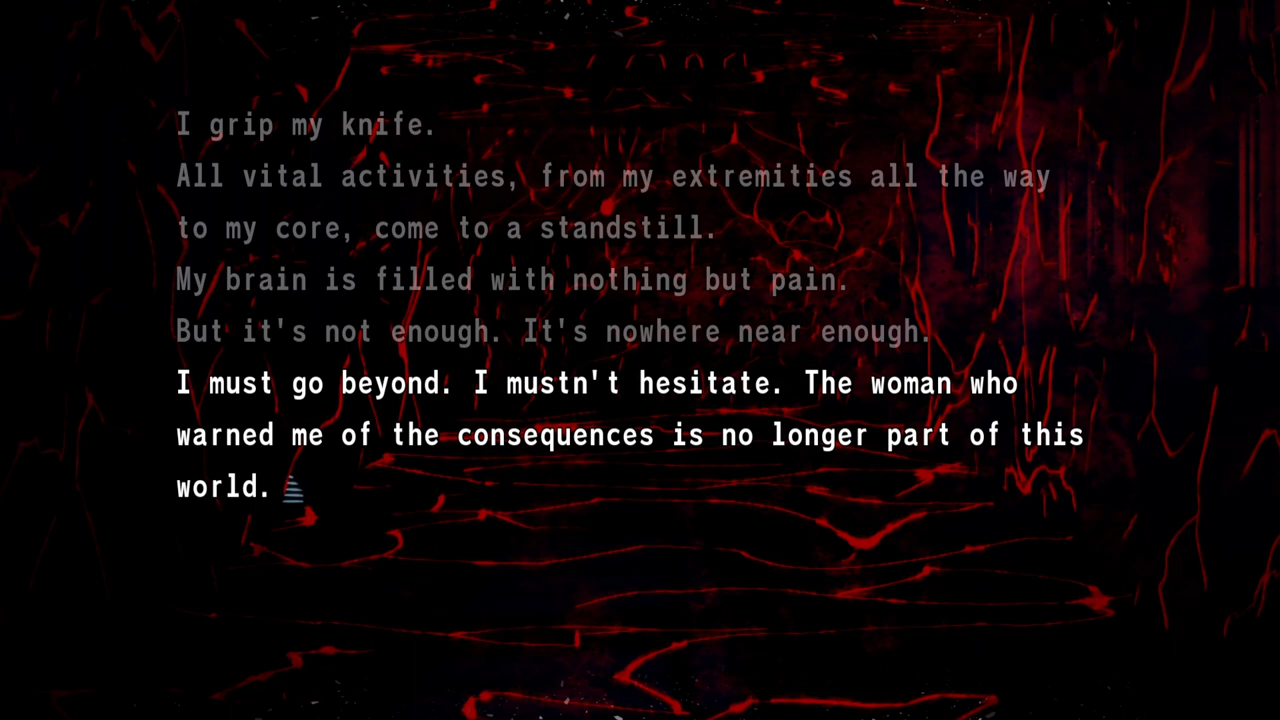 I grip my knife.
All vital activities, from my extremities all the way
to my core, come to a standstill.
My brain is filled with nothing but pain.
But it's not enough. It's nowhere near enough.
I must go beyond. I mustn't hesitate. The woman who
warned me of the consequences is no longer part of this
world.